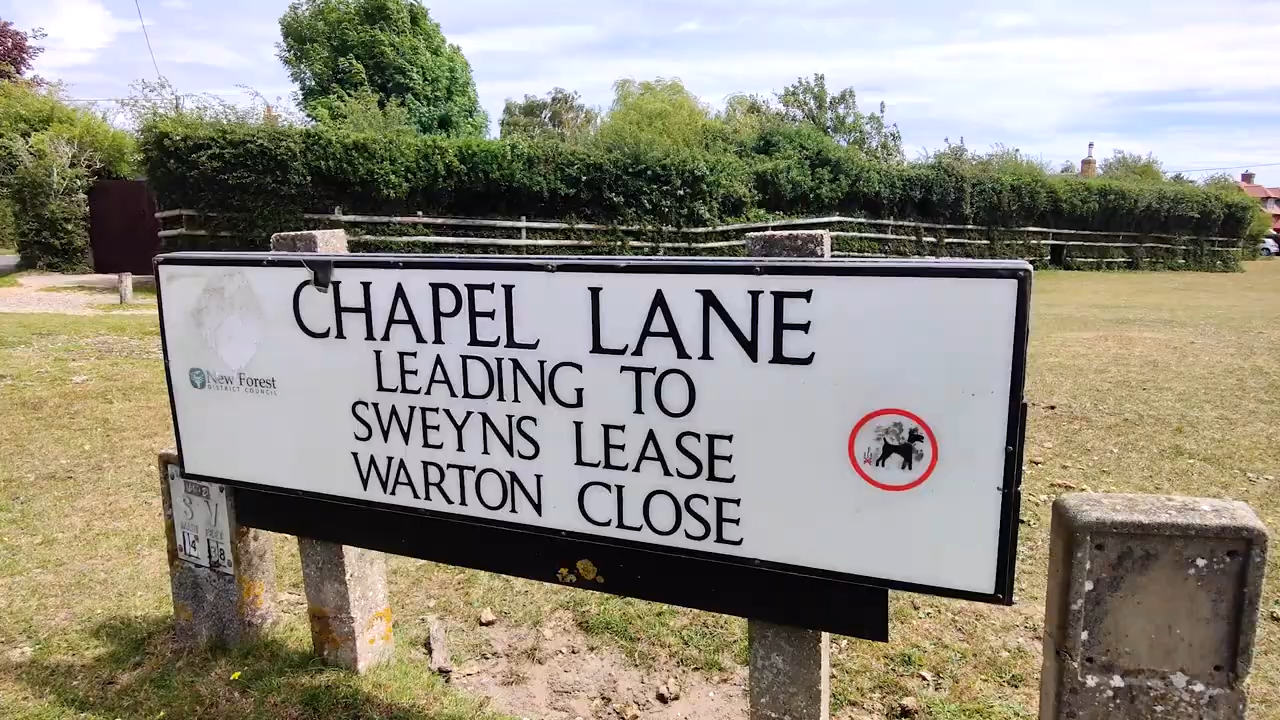 CHAPEL LANE
LEADING TO
SWEYNS LEASE
WARTON CLOSE
New Forest
DISTRICT COUNCIL
S V